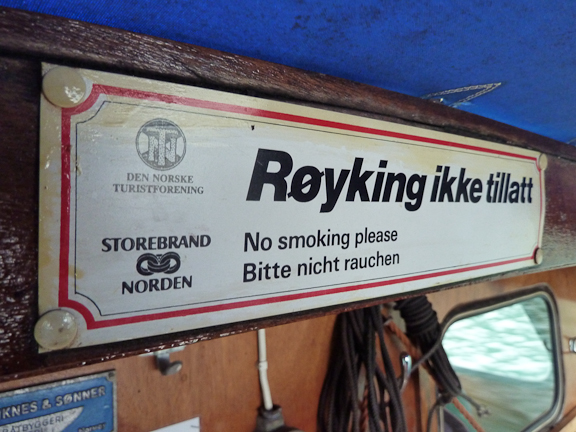 DEN NORSKE
TURISTFORENING
STOREBRAND
NORDEN
Røyking ikke tillatt
No smoking please
Bitte nicht rauchen
KNES & SØNNER